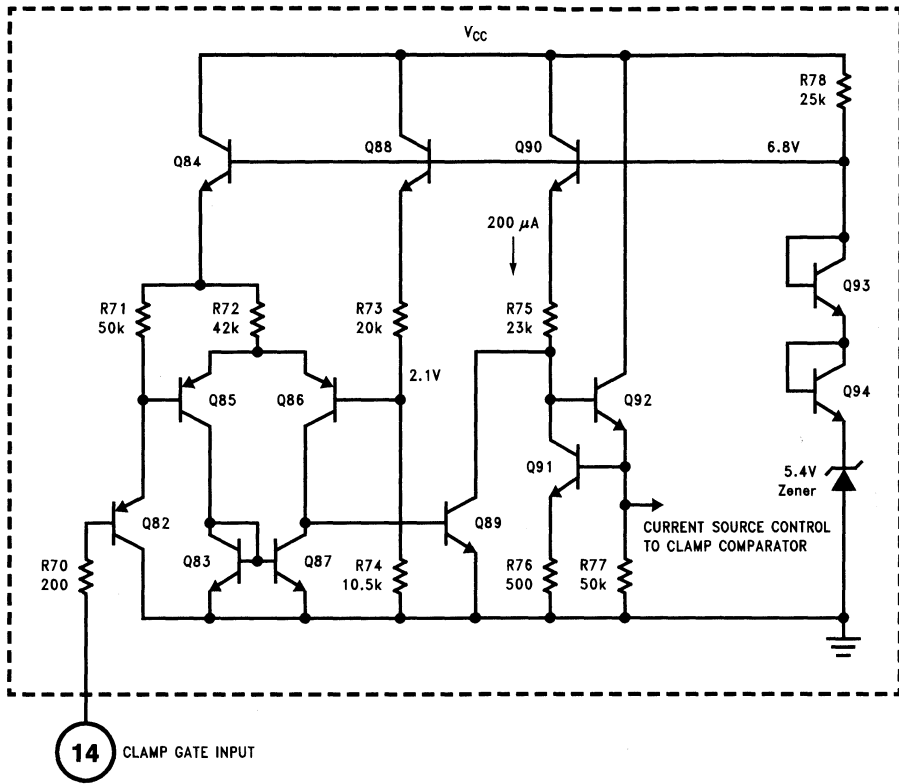 VCC
R78
25k
Q84
Q88
Q90
6.8V
200 μA
Q93
R71
50k
R72
42k
R73
20k
R75
23k
2.1V
Q85
Q86
Q92
Q94
Q91
5.4V
Zener
Q82
Q89
CURRENT SOURCE CONTROL
TO CLAMP COMPARATOR
R70
200
Q83
Q87
R74
10.5k
R76
500
R77
50k
14 CLAMP GATE INPUT